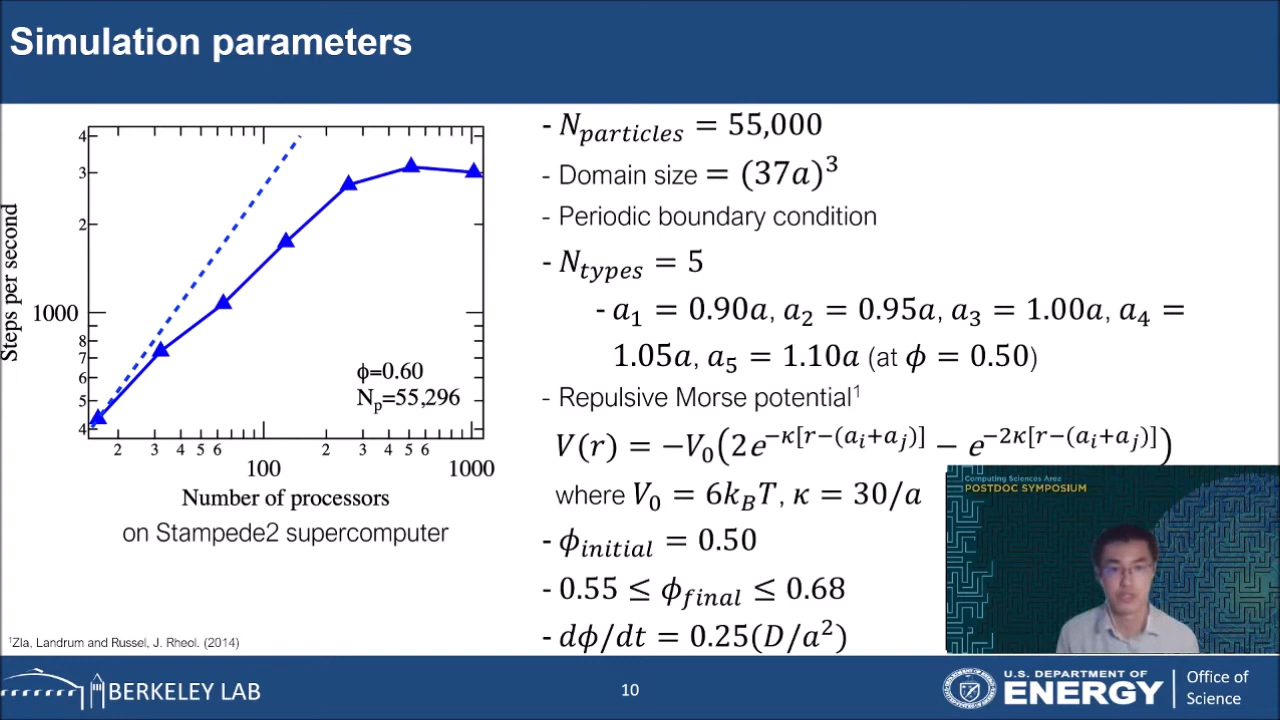 Simulation parameters
4
3
2
1000
8
7
6
5
4
Steps per second
ϕ=0.60
Np=55,296
2 3 4 5 6 2 3 4 5 6
100 1000
Number of processors
on Stampede2 supercomputer
- N_particles = 55,000
- Domain size = (37a)³
- Periodic boundary condition
- N_types = 5
- a₁ = 0.90a, a₂ = 0.95a, a₃ = 1.00a, a₄ =
1.05a, a₅ = 1.10a (at ϕ = 0.50)
- Repulsive Morse potential¹
V(r) = −V₀(2e^{−κ[r−(a_i+a_j)]} − e^{−2κ[r−(a_i+a_j)]})
where V₀ = 6k_BT, κ = 30/a
- ϕ_initial = 0.50
- 0.55 ≤ ϕ_final ≤ 0.68
- dϕ/dt = 0.25(D/a²)
Computing Sciences Area
POSTDOC SYMPOSIUM
¹Zia, Landrum and Russel, J. Rheol. (2014)
BERKELEY LAB
10
U.S. DEPARTMENT OF
ENERGY
Office of
Science